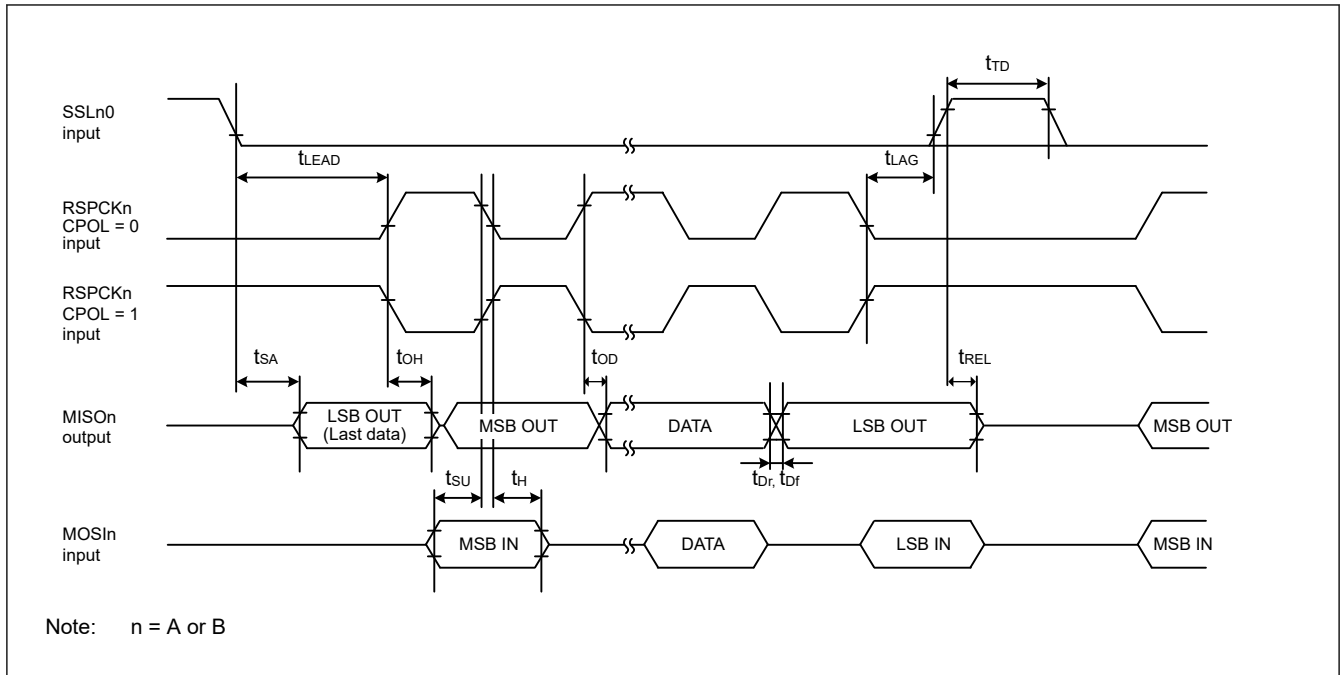 tTD
SSLn0
input
tLEAD
tLAG
RSPCKn
CPOL = 0
input
RSPCKn
CPOL = 1
input
tSA
tOH
tOD
tREL
MISOn
output
LSB OUT
(Last data)
MSB OUT
DATA
LSB OUT
MSB OUT
tSU
tH
tDr, tDf
MOSIn
input
MSB IN
DATA
LSB IN
MSB IN
Note: n = A or B